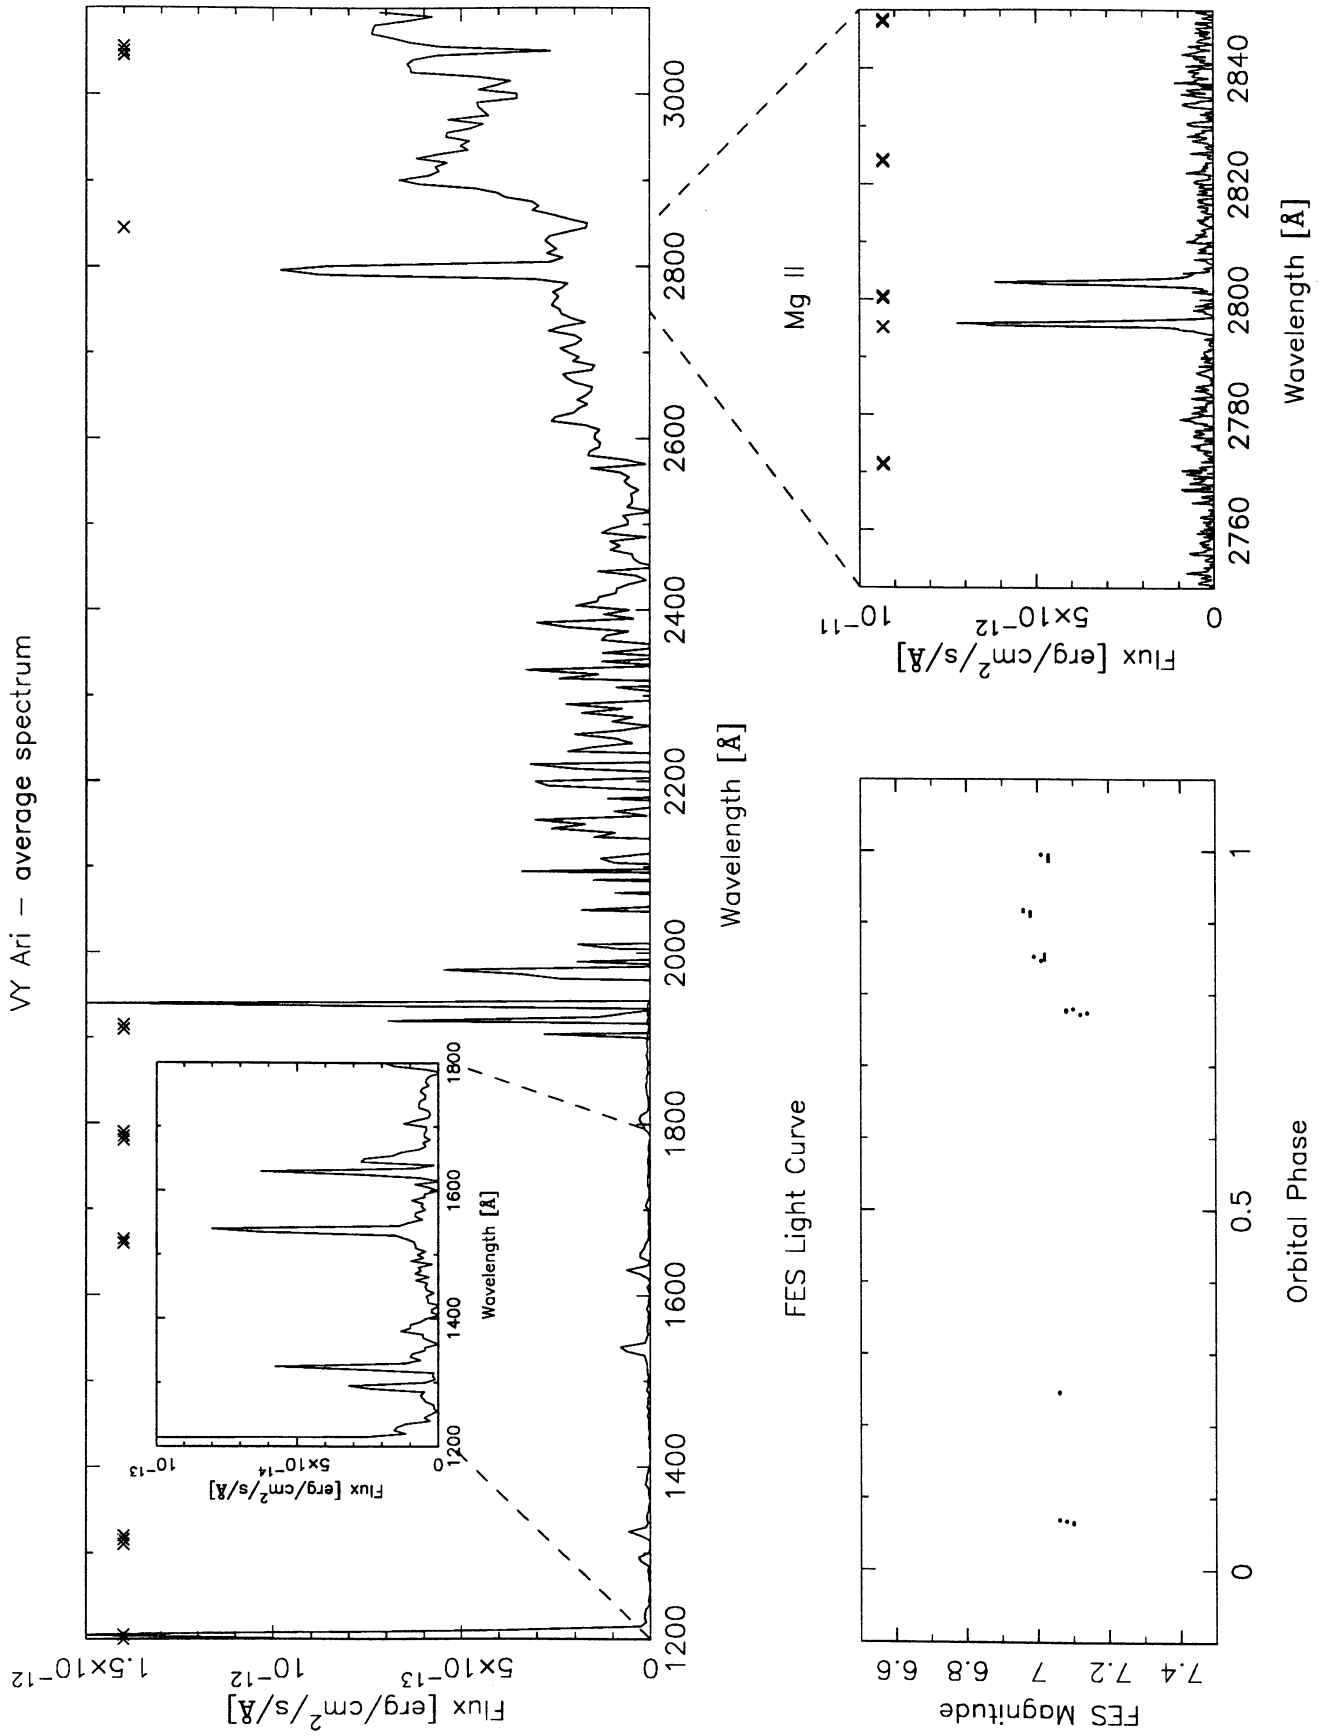 VY Ari − average spectrum
Flux [erg/cm²/s/Å]
1.5×10⁻¹²
10⁻¹²
5×10⁻¹³
0
1200 1400 1600 1800 2000 2200 2400 2600 2800 3000
Wavelength [Å]
Flux [erg/cm²/s/Å]
10⁻¹³
5×10⁻¹⁴
0
1200 1400 1600 1800
Wavelength [Å]
FES Light Curve
FES Magnitude
6.6
6.8
7
7.2
7.4
0 0.5 1
Orbital Phase
Mg II
Flux [erg/cm²/s/Å]
10⁻¹¹
5×10⁻¹²
0
2760 2780 2800 2820 2840
Wavelength [Å]